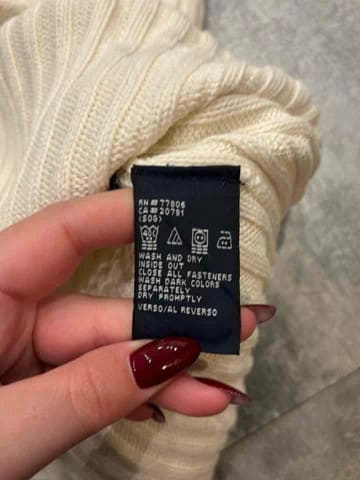 RN #77806
CA #20781
(SOG)
WASH AND DRY
INSIDE OUT
CLOSE ALL FASTENERS
WASH DARK COLORS
SEPARATELY
DRY PROMPTLY
VERSO/AL REVERSO